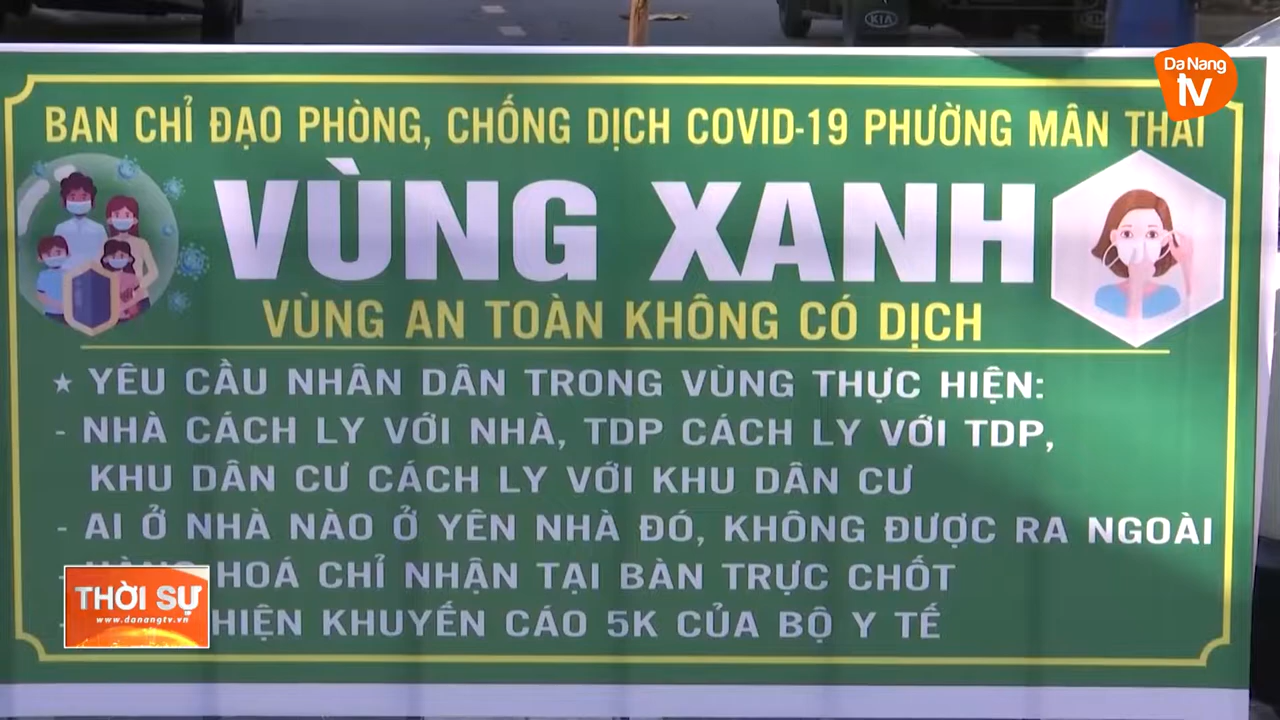 KIA
Da Nang
tv
BAN CHỈ ĐẠO PHÒNG, CHỐNG DỊCH COVID-19 PHƯỜNG MÂN THÁI
VÙNG XANH
VÙNG AN TOÀN KHÔNG CÓ DỊCH
★ YÊU CẦU NHÂN DÂN TRONG VÙNG THỰC HIỆN:
- NHÀ CÁCH LY VỚI NHÀ, TDP CÁCH LY VỚI TDP,
KHU DÂN CƯ CÁCH LY VỚI KHU DÂN CƯ
- AI Ở NHÀ NÀO Ở YÊN NHÀ ĐÓ, KHÔNG ĐƯỢC RA NGOÀI
- HÀNG HOÁ CHỈ NHẬN TẠI BÀN TRỰC CHỐT
HIỆN KHUYẾN CÁO 5K CỦA BỘ Y TẾ
THỜI SỰ
www.danangtv.vn